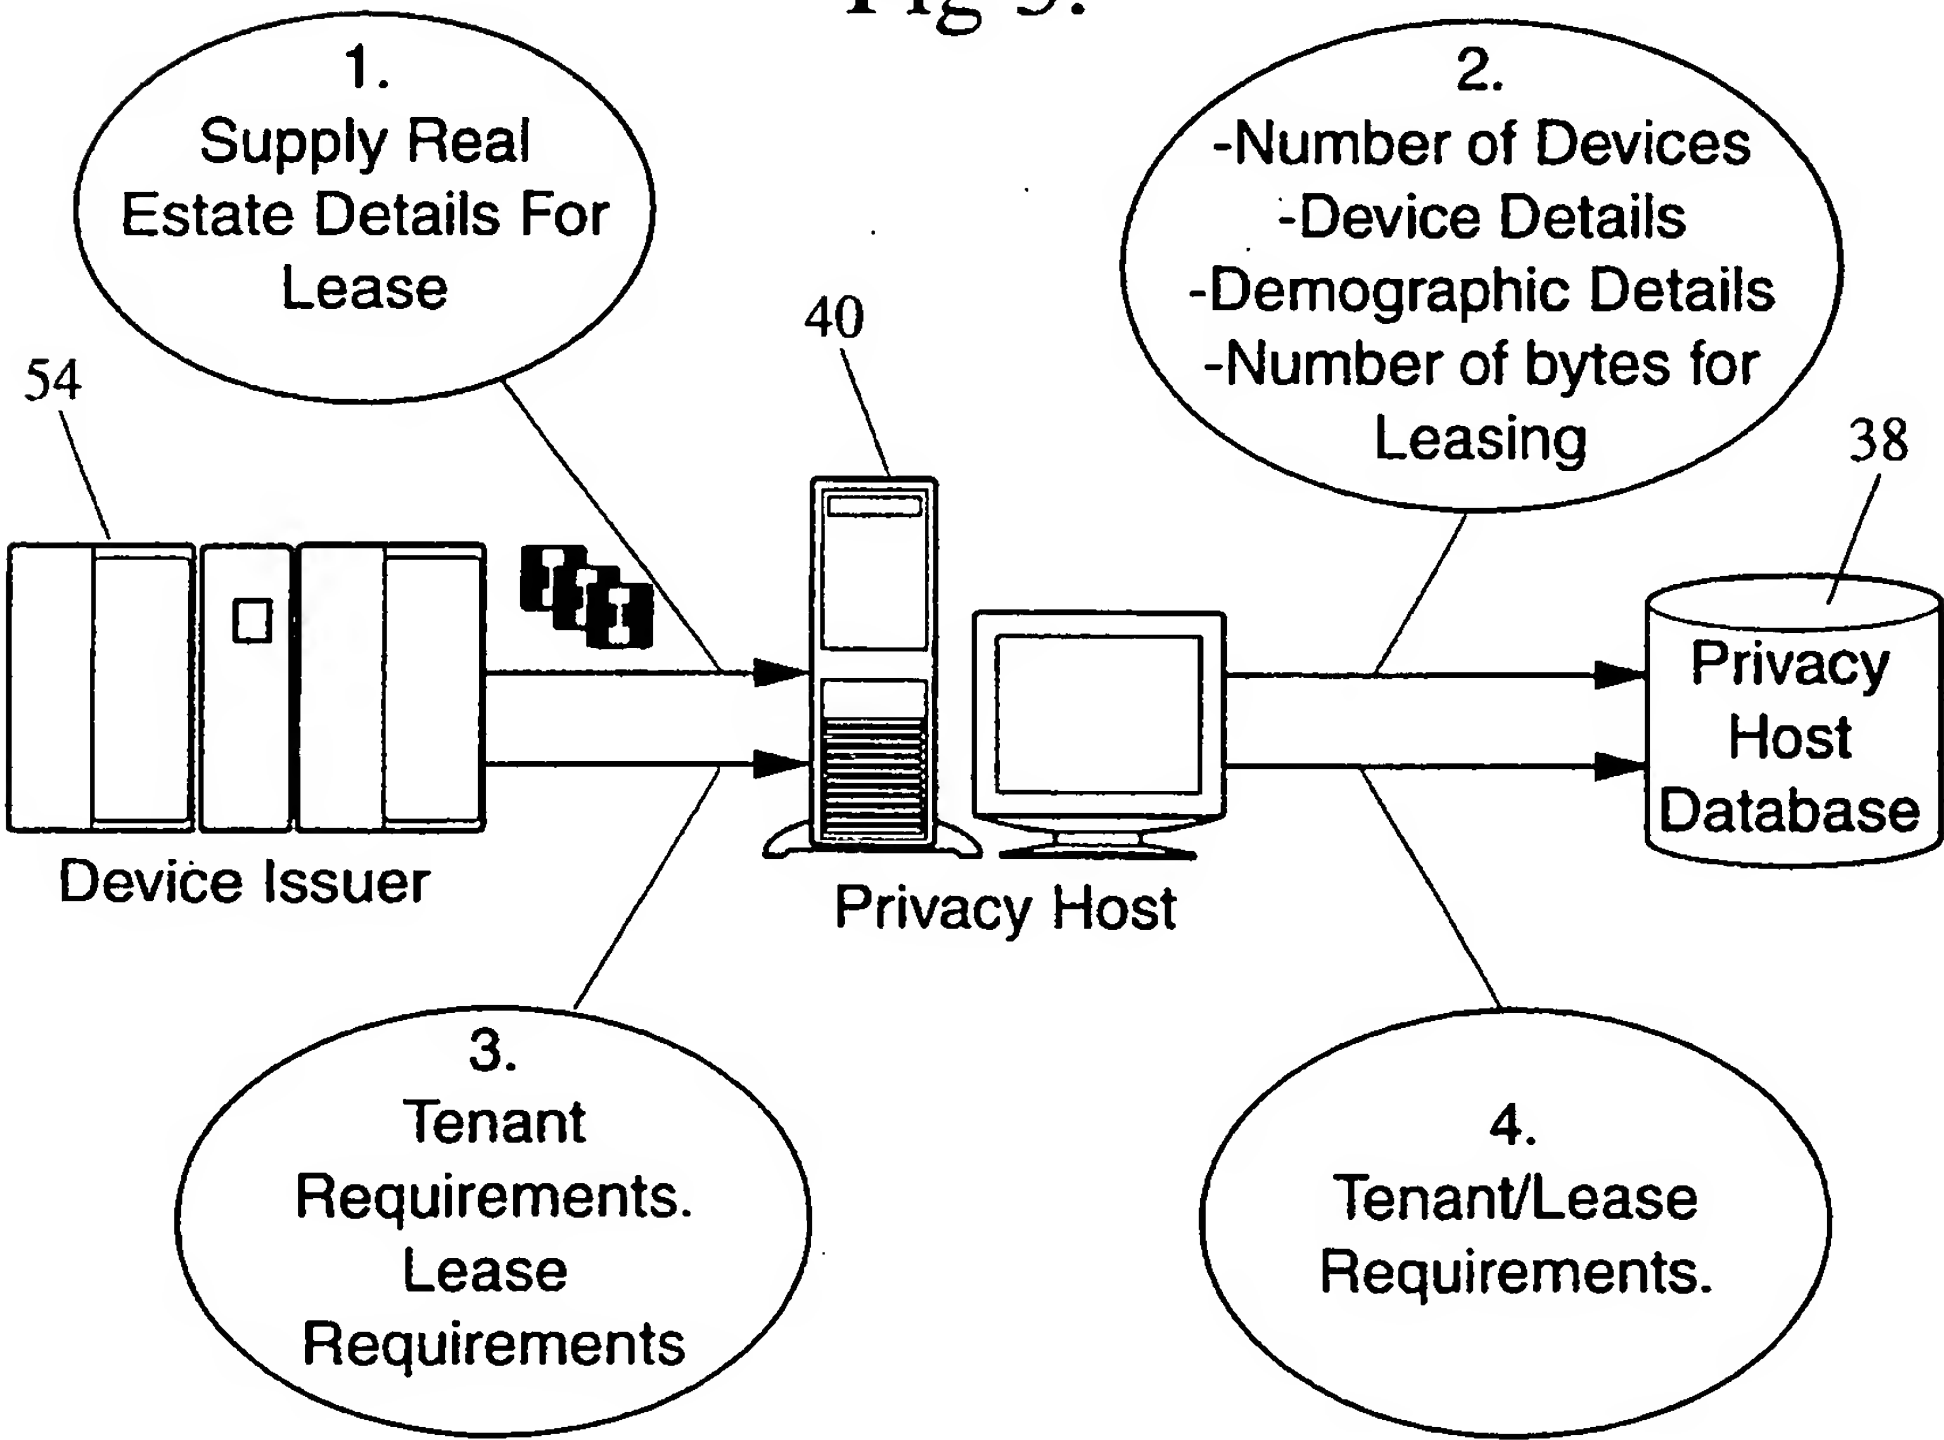 Fig 5.
1.
Supply Real
Estate Details For
Lease
2.
-Number of Devices
-Device Details
-Demographic Details
-Number of bytes for
Leasing
40
54
38
Privacy
Host
Database
Device Issuer
Privacy Host
3.
Tenant
Requirements.
Lease
Requirements
4.
Tenant/Lease
Requirements.